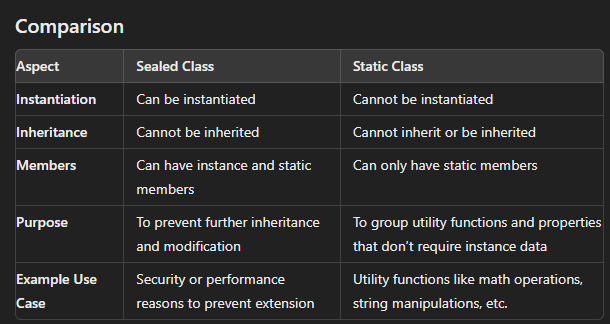 Comparison
Aspect Sealed Class Static Class
Instantiation Can be instantiated Cannot be instantiated
Inheritance Cannot be inherited Cannot inherit or be inherited
Members Can have instance and static Can only have static members
members
Purpose To prevent further inheritance To group utility functions and properties
and modification that don’t require instance data
Example Use Security or performance Utility functions like math operations,
Case reasons to prevent extension string manipulations, etc.